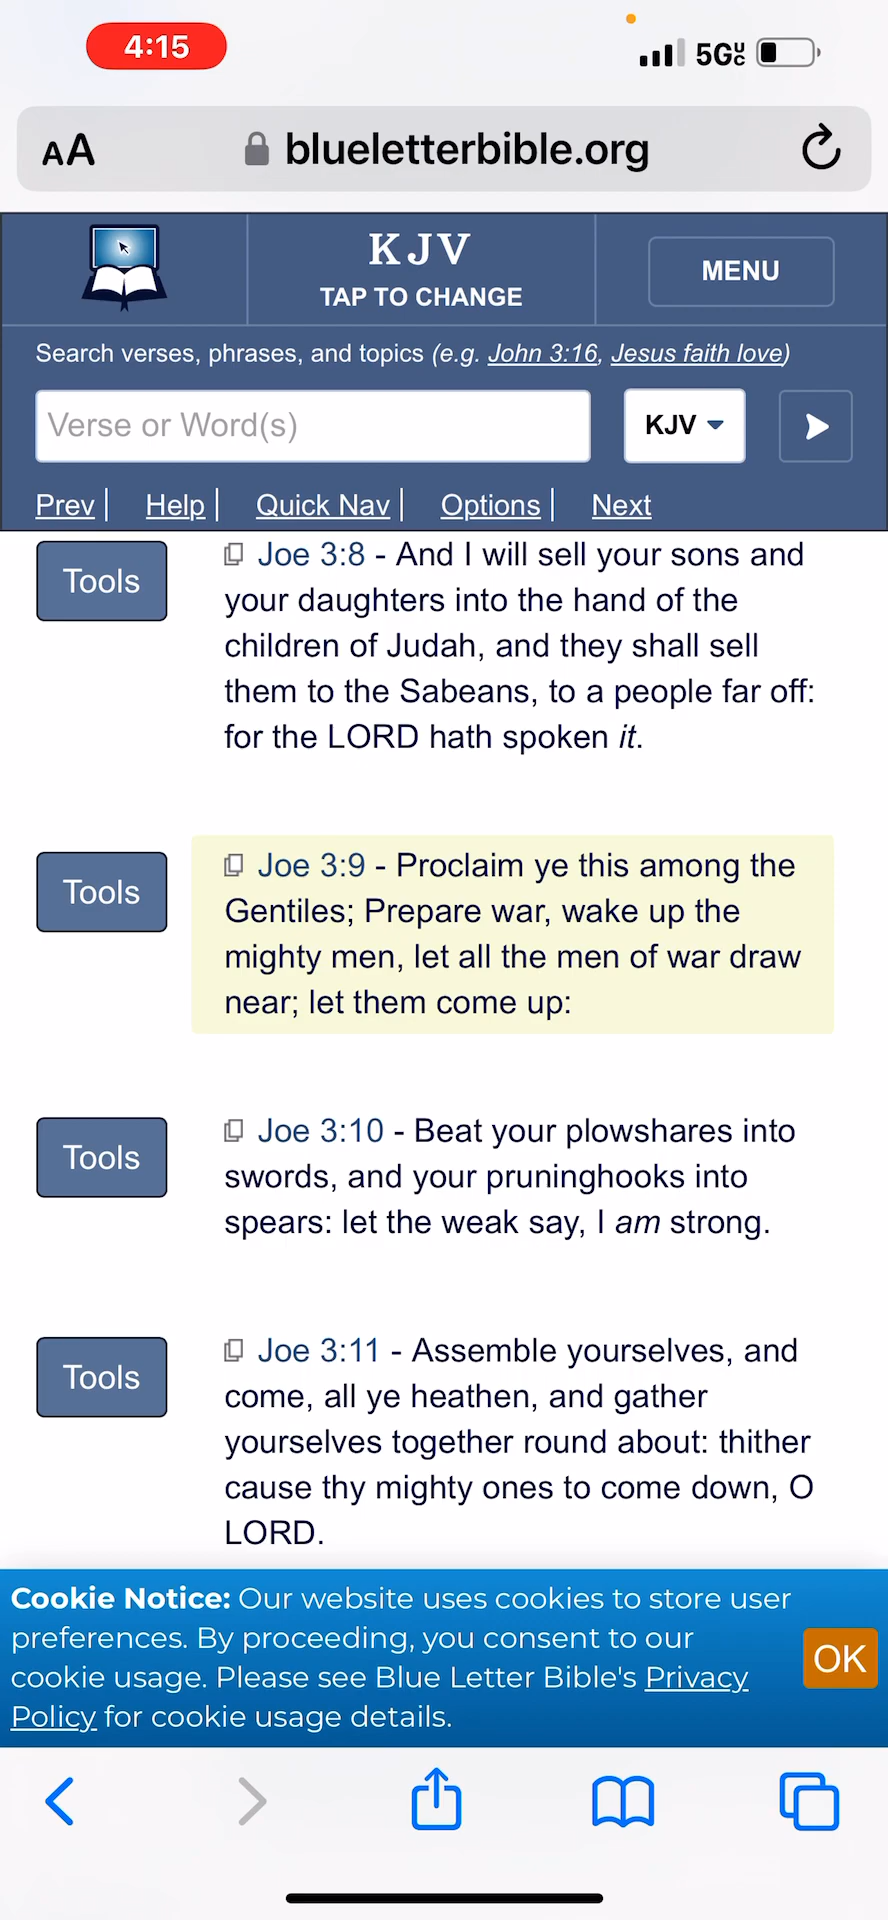 4:15
5GUC
AA blueletterbible.org
KJV
TAP TO CHANGE
MENU
Search verses, phrases, and topics (e.g. John 3:16, Jesus faith love)
Verse or Word(s)
KJV
Prev | Help | Quick Nav | Options | Next
Tools
Joe 3:8 - And I will sell your sons and
your daughters into the hand of the
children of Judah, and they shall sell
them to the Sabeans, to a people far off:
for the LORD hath spoken it.
Tools
Joe 3:9 - Proclaim ye this among the
Gentiles; Prepare war, wake up the
mighty men, let all the men of war draw
near; let them come up:
Tools
Joe 3:10 - Beat your plowshares into
swords, and your pruninghooks into
spears: let the weak say, I am strong.
Tools
Joe 3:11 - Assemble yourselves, and
come, all ye heathen, and gather
yourselves together round about: thither
cause thy mighty ones to come down, O
LORD.
Cookie Notice: Our website uses cookies to store user
preferences. By proceeding, you consent to our
cookie usage. Please see Blue Letter Bible's Privacy
Policy for cookie usage details.
OK